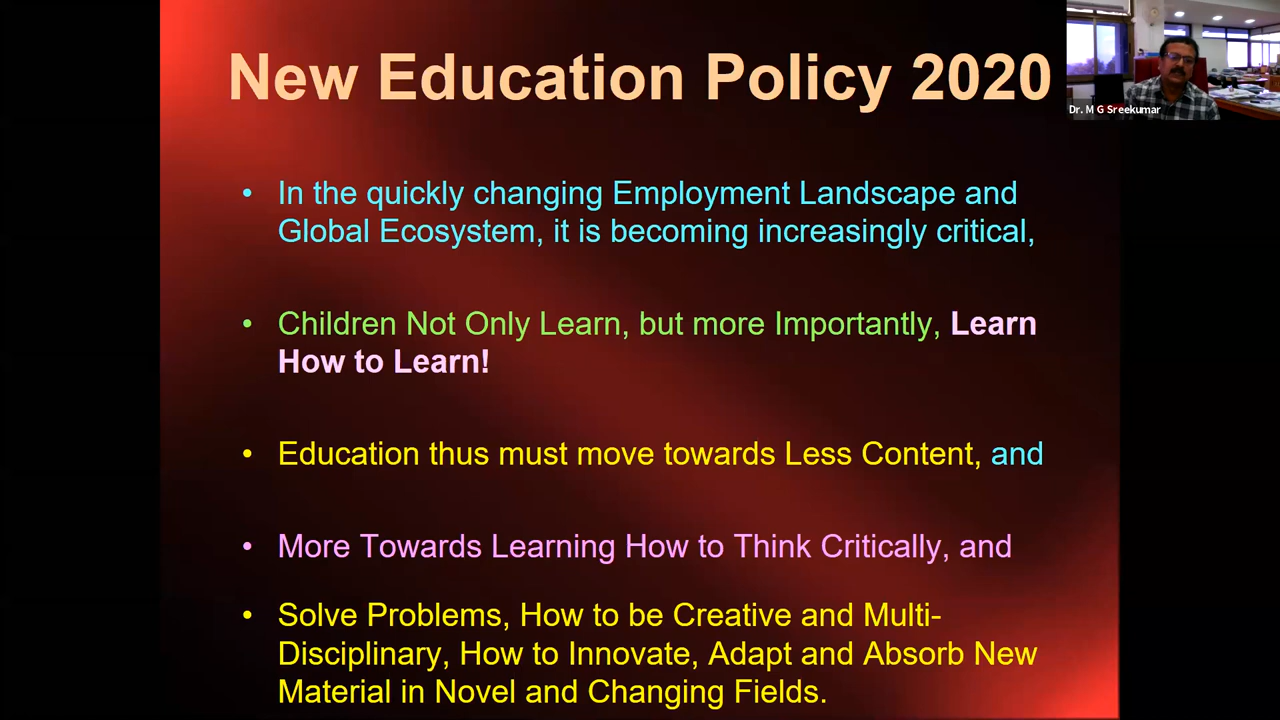 New Education Policy 2020
Dr. M G Sreekumar
• In the quickly changing Employment Landscape and
Global Ecosystem, it is becoming increasingly critical,
• Children Not Only Learn, but more Importantly, Learn
How to Learn!
• Education thus must move towards Less Content, and
• More Towards Learning How to Think Critically, and
• Solve Problems, How to be Creative and Multi-
Disciplinary, How to Innovate, Adapt and Absorb New
Material in Novel and Changing Fields.